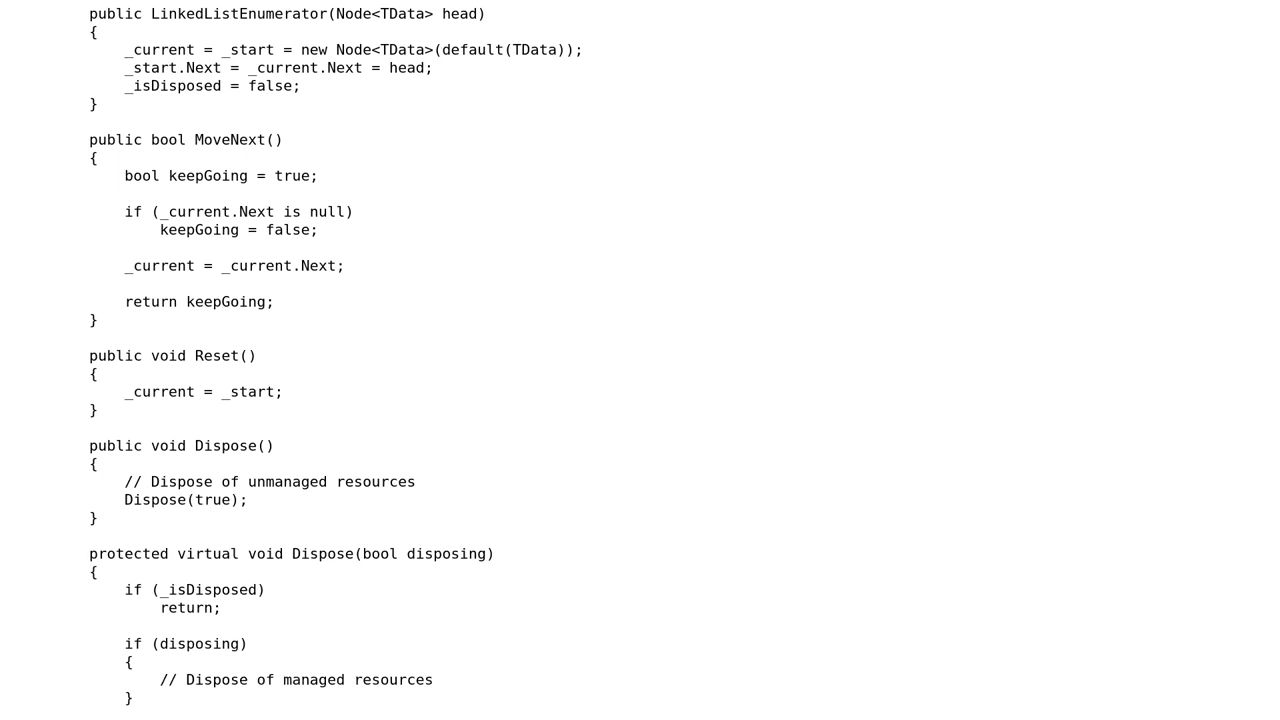 public LinkedListEnumerator(Node<TData> head)
{
    _current = _start = new Node<TData>(default(TData));
    _start.Next = _current.Next = head;
    _isDisposed = false;
}

public bool MoveNext()
{
    bool keepGoing = true;

    if (_current.Next is null)
        keepGoing = false;

    _current = _current.Next;

    return keepGoing;
}

public void Reset()
{
    _current = _start;
}

public void Dispose()
{
    // Dispose of unmanaged resources
    Dispose(true);
}

protected virtual void Dispose(bool disposing)
{
    if (_isDisposed)
        return;

    if (disposing)
    {
        // Dispose of managed resources
    }